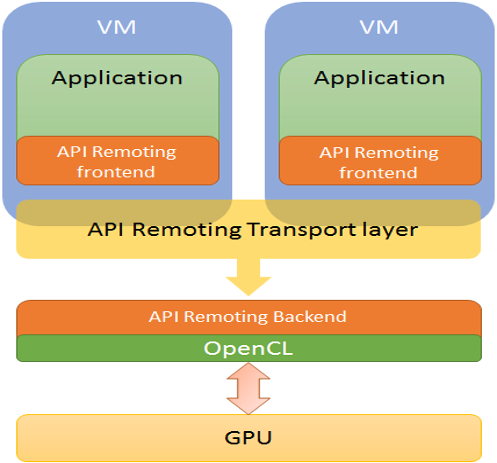 VM
VM
Application
Application
API Remoting
frontend
API Remoting
frontend
API Remoting Transport layer
API Remoting Backend
OpenCL
GPU